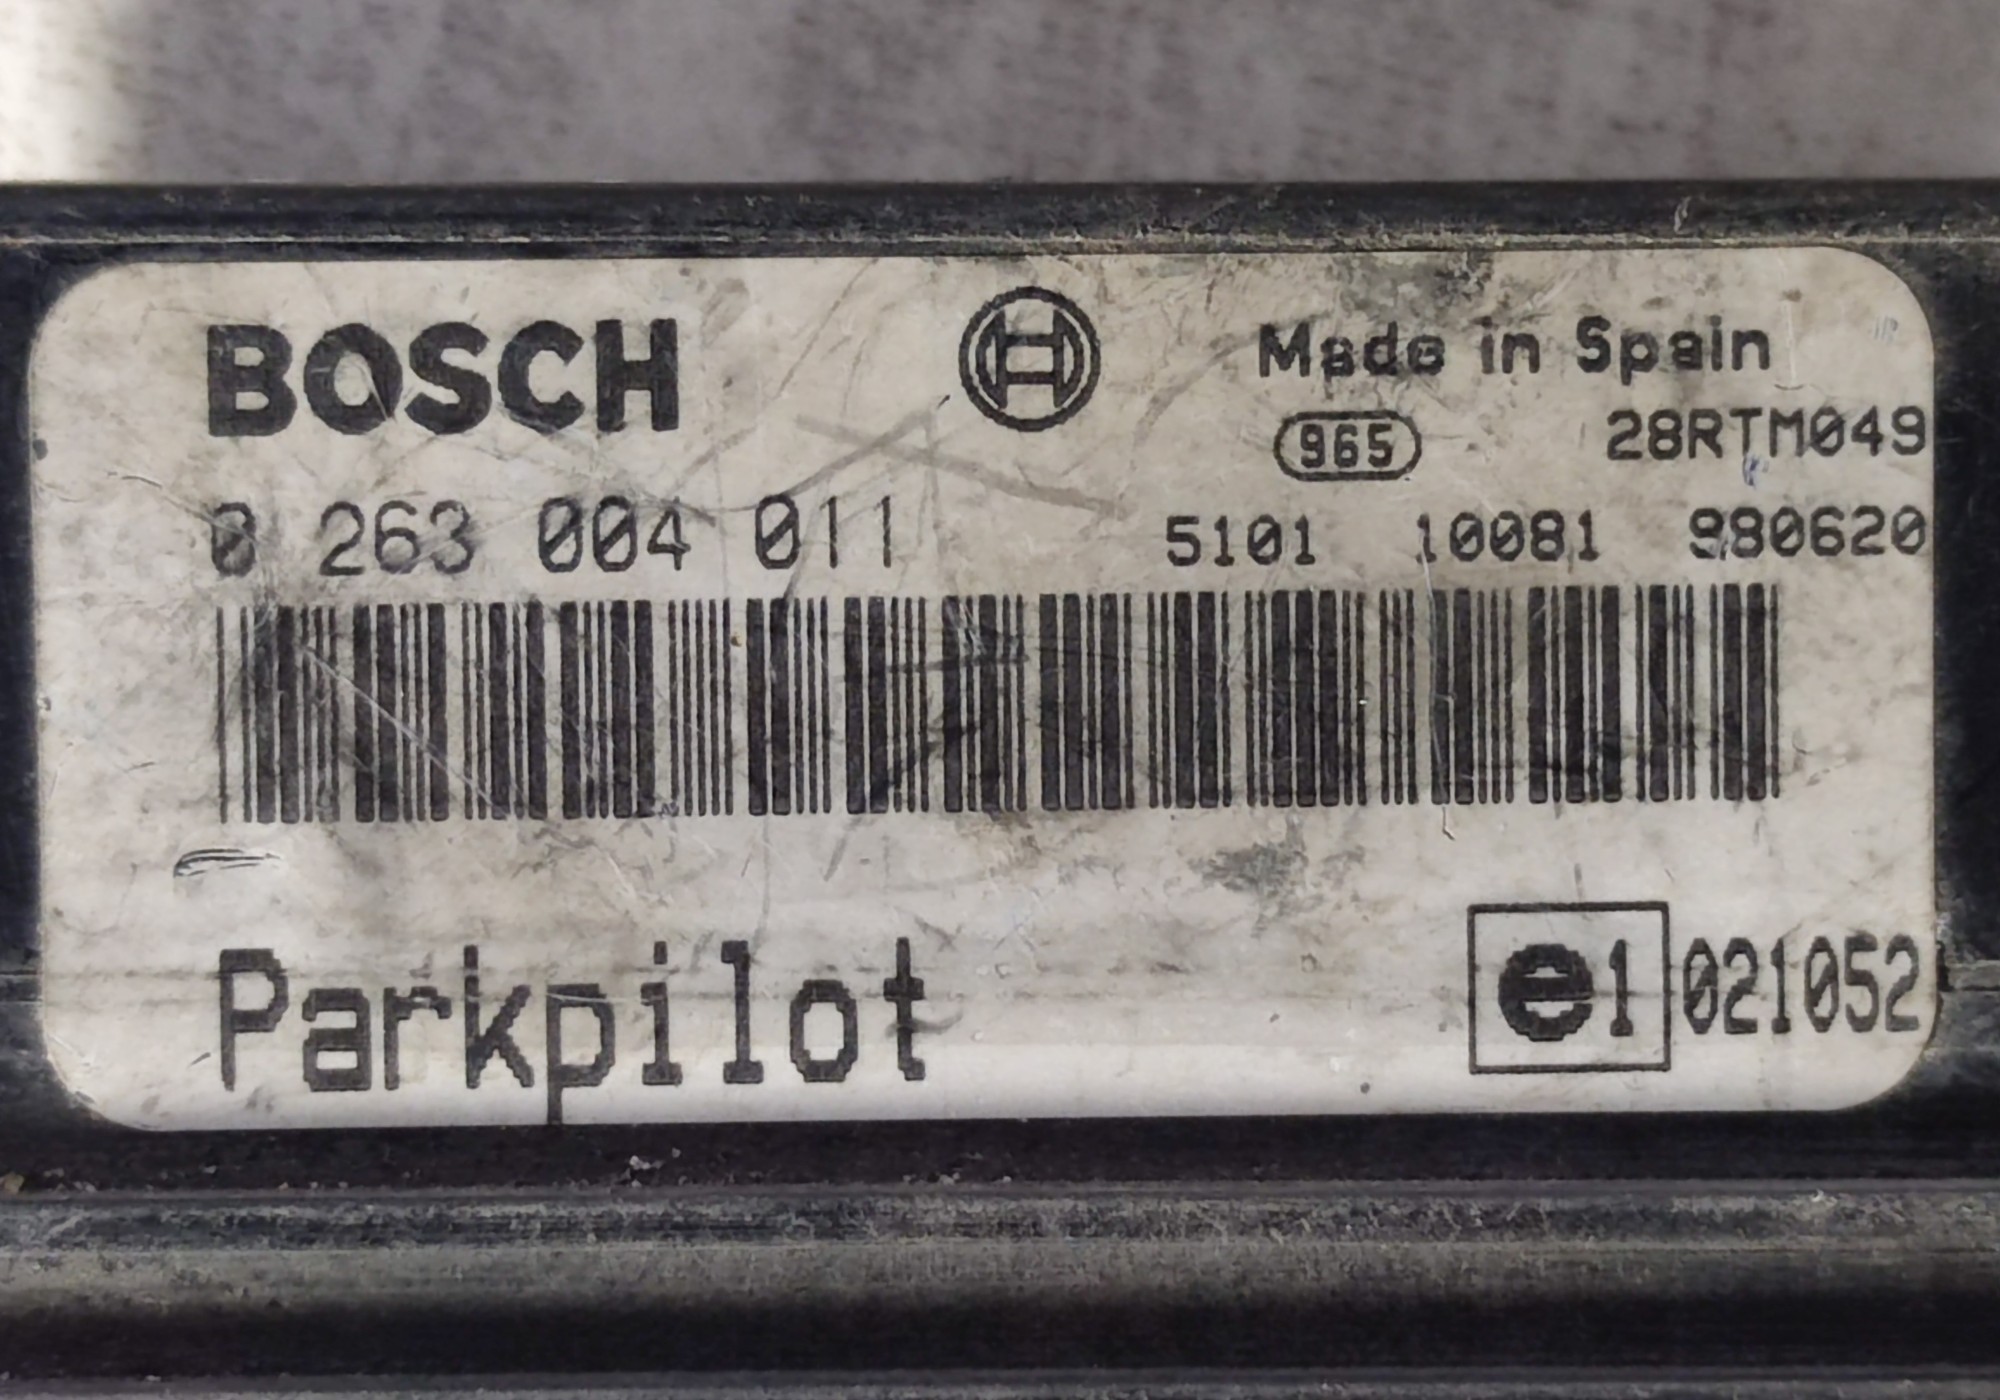 BOSCH
Made in Spain
965 28RTM049
0 263 004 011 5101 10081 980620
Parkpilot
e1 021052